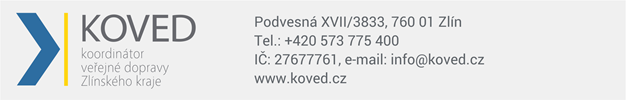 KOVED
koordinátor
veřejné dopravy
Zlínského kraje
Podvesná XVII/3833, 760 01 Zlín
Tel.: +420 573 775 400
IČ: 27677761, e-mail: info@koved.cz
www.koved.cz